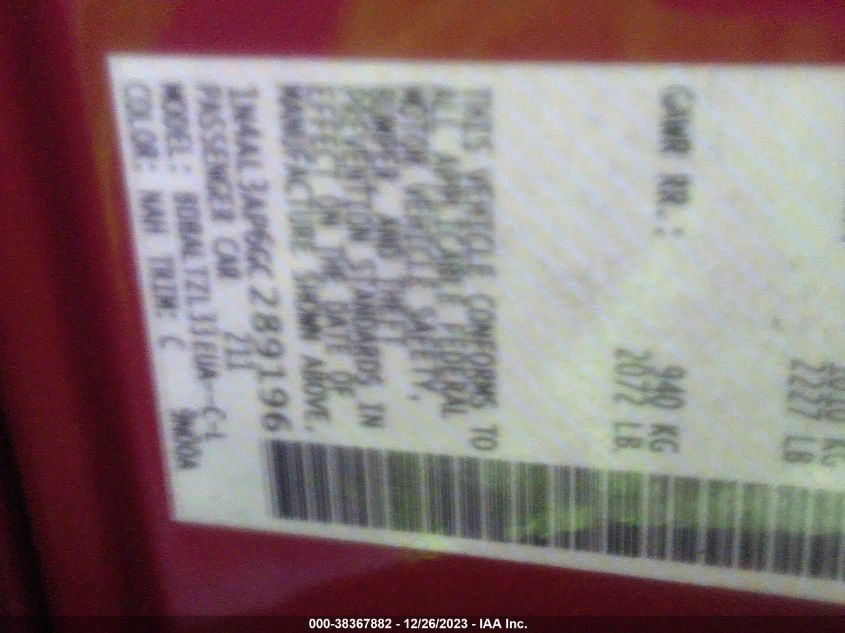 2227 LB
GAWR RR.: 940 KG
2072 LB.
THIS VEHICLE CONFORMS TO
ALL APPLICABLE FEDERAL
MOTOR VEHICLE SAFETY,
BUMPER AND THEFT
PREVENTION STANDARDS IN
EFFECT ON THE DATE OF
MANUFACTURE SHOWN ABOVE.
1N4AL3AP6GC289196
PASSENGER CAR 211
MODEL:
COLOR: NAH TRIM: C
000-38367882 - 12/26/2023 - IAA Inc.